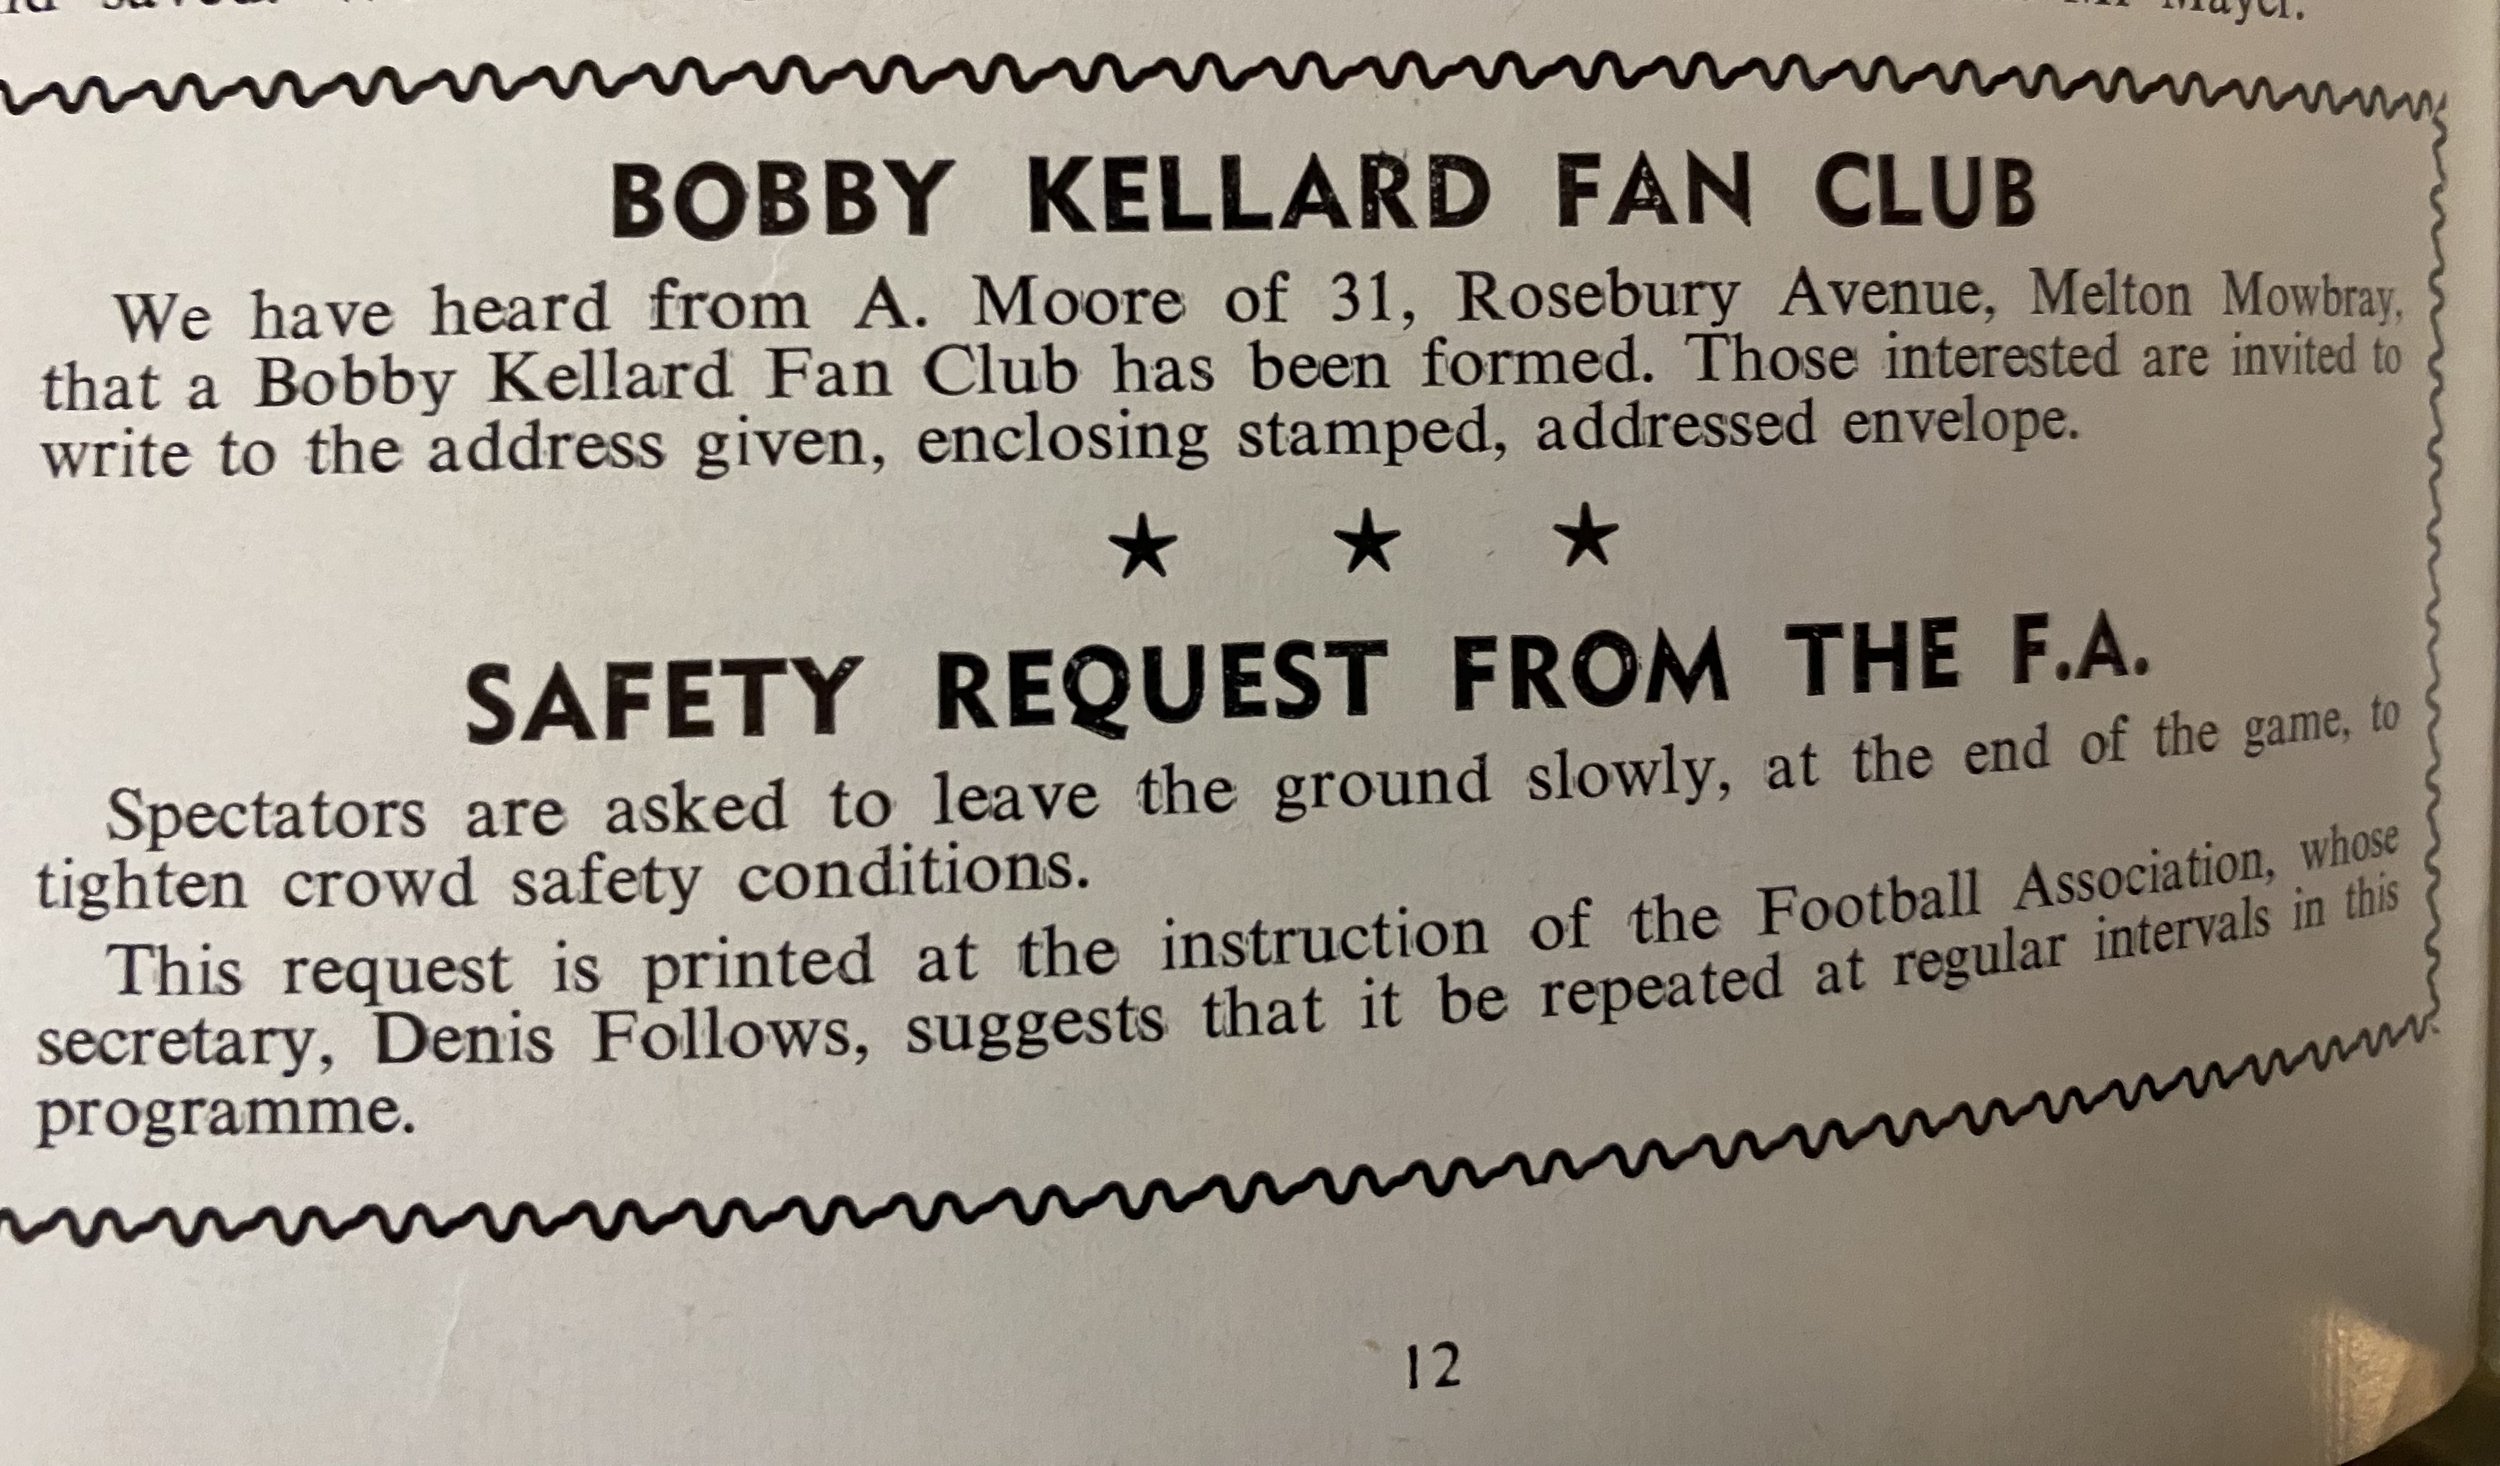 Mayer.
BOBBY KELLARD FAN CLUB
We have heard from A. Moore of 31, Rosebury Avenue, Melton Mowbray,
that a Bobby Kellard Fan Club has been formed. Those interested are invited to
write to the address given, enclosing stamped, addressed envelope.
★ ★ ★
SAFETY REQUEST FROM THE F.A.
Spectators are asked to leave the ground slowly, at the end of the game, to
tighten crowd safety conditions.
This request is printed at the instruction of the Football Association, whose
secretary, Denis Follows, suggests that it be repeated at regular intervals in this
programme.
12